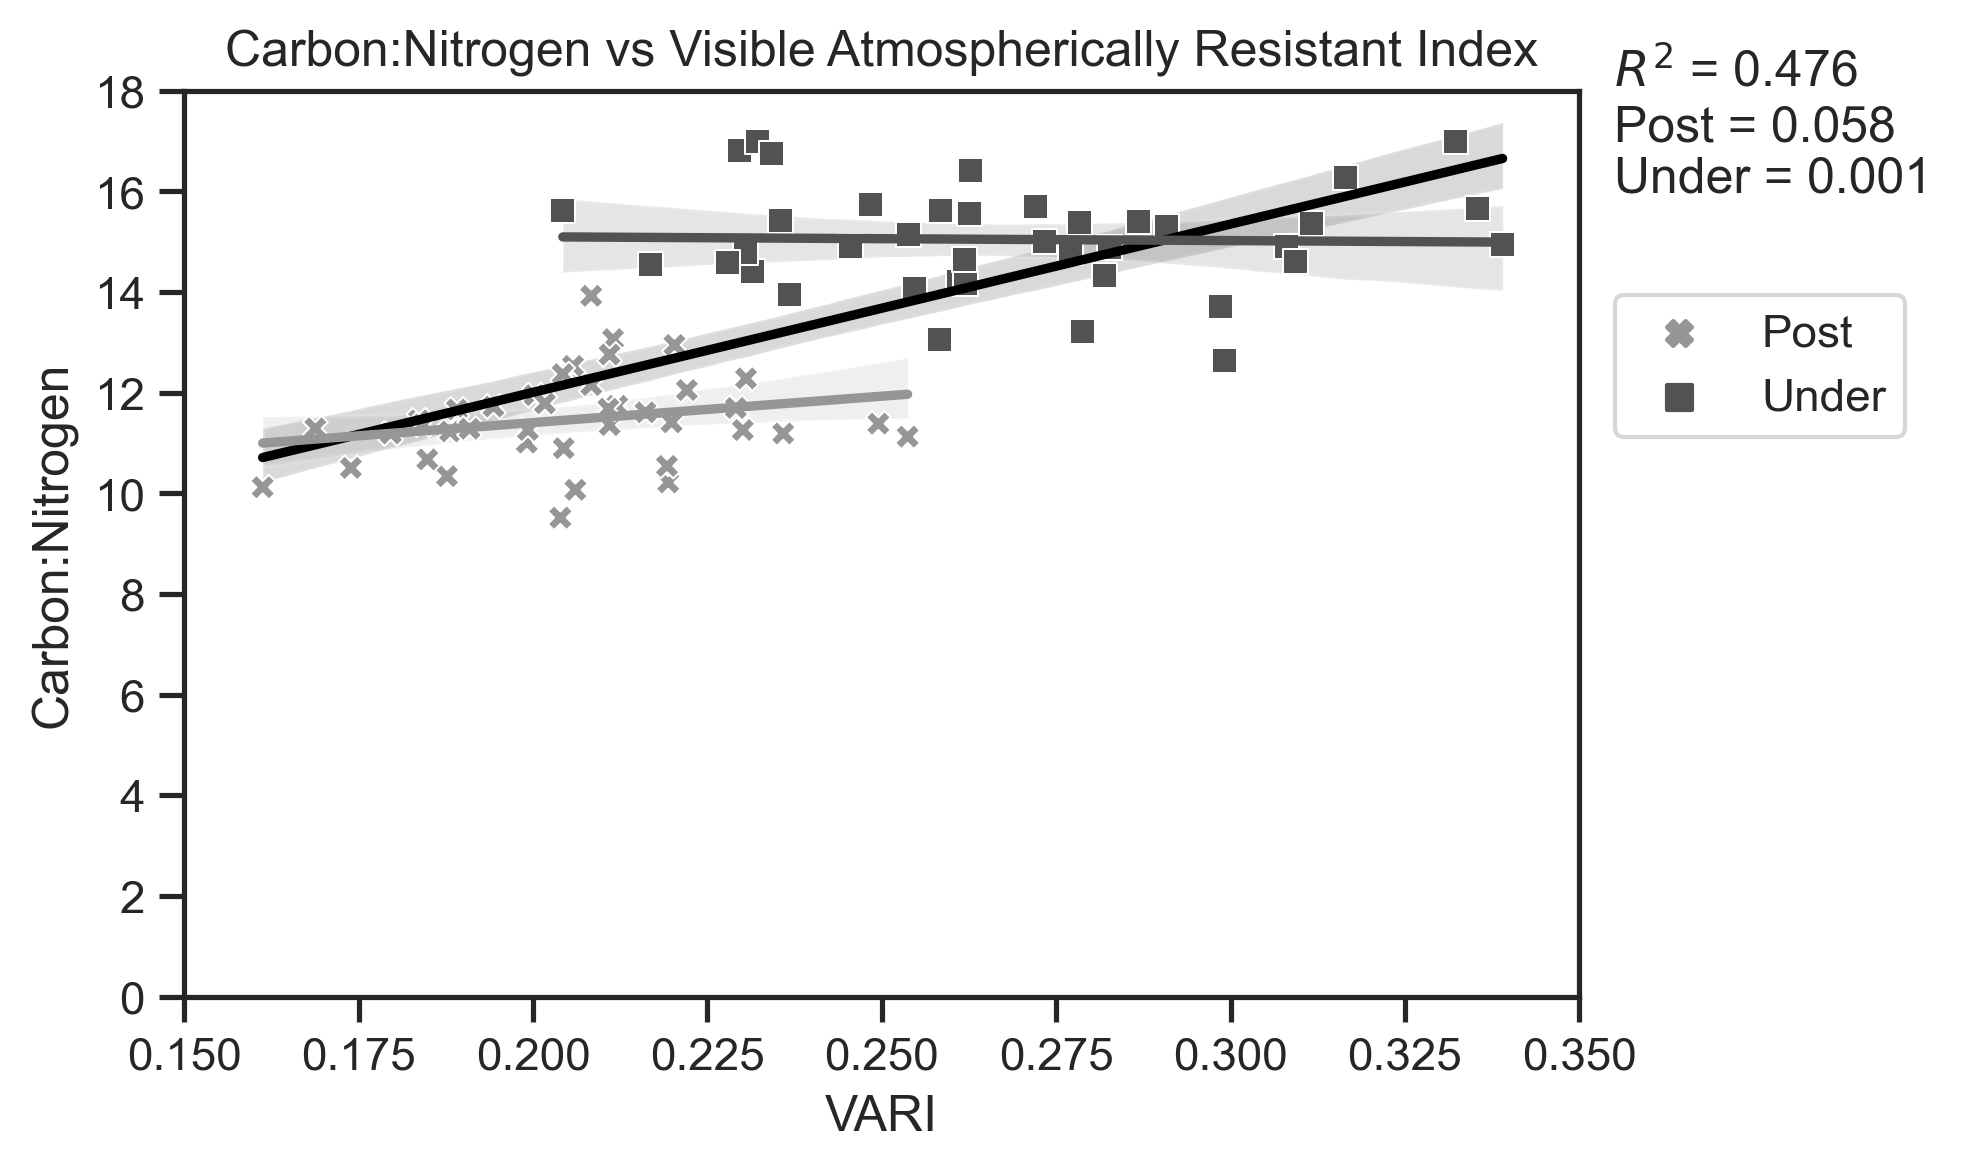 Carbon:Nitrogen vs Visible Atmospherically Resistant Index
R² = 0.476
Post = 0.058
Under = 0.001
Post
Under
Carbon:Nitrogen
18
16
14
12
10
8
6
4
2
0
0.150 0.175 0.200 0.225 0.250 0.275 0.300 0.325 0.350
VARI